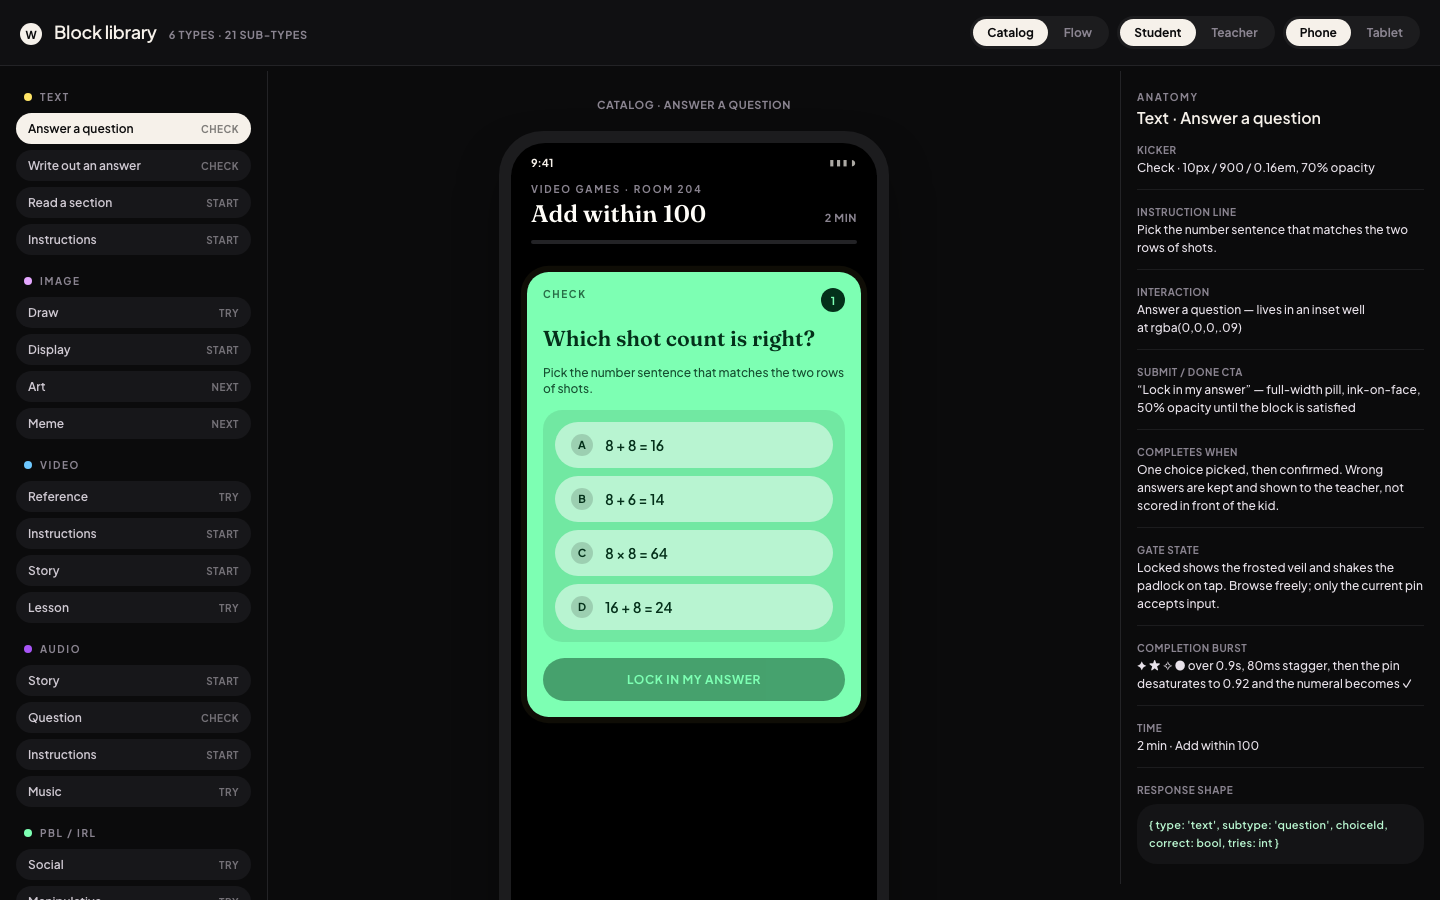 W Block library 6 TYPES · 21 SUB-TYPES
Catalog Flow Student Teacher Phone Tablet
TEXT
Answer a question CHECK
Write out an answer CHECK
Read a section START
Instructions START
IMAGE
Draw TRY
Display START
Art NEXT
Meme NEXT
VIDEO
Reference TRY
Instructions START
Story START
Lesson TRY
AUDIO
Story START
Question CHECK
Instructions START
Music TRY
PBL / IRL
Social TRY
CATALOG · ANSWER A QUESTION
9:41
VIDEO GAMES · ROOM 204
Add within 100 2 MIN
CHECK 1
Which shot count is right?
Pick the number sentence that matches the two rows
of shots.
A 8 + 8 = 16
B 8 + 6 = 14
C 8 × 8 = 64
D 16 + 8 = 24
LOCK IN MY ANSWER
ANATOMY
Text · Answer a question
KICKER
Check · 10px / 900 / 0.16em, 70% opacity
INSTRUCTION LINE
Pick the number sentence that matches the two
rows of shots.
INTERACTION
Answer a question — lives in an inset well
at rgba(0,0,0,.09)
SUBMIT / DONE CTA
“Lock in my answer” — full-width pill, ink-on-face,
50% opacity until the block is satisfied
COMPLETES WHEN
One choice picked, then confirmed. Wrong
answers are kept and shown to the teacher, not
scored in front of the kid.
GATE STATE
Locked shows the frosted veil and shakes the
padlock on tap. Browse freely; only the current pin
accepts input.
COMPLETION BURST
✦ ★ ✧ ● over 0.9s, 80ms stagger, then the pin
desaturates to 0.92 and the numeral becomes ✓
TIME
2 min · Add within 100
RESPONSE SHAPE
{ type: 'text', subtype: 'question', choiceId,
correct: bool, tries: int }